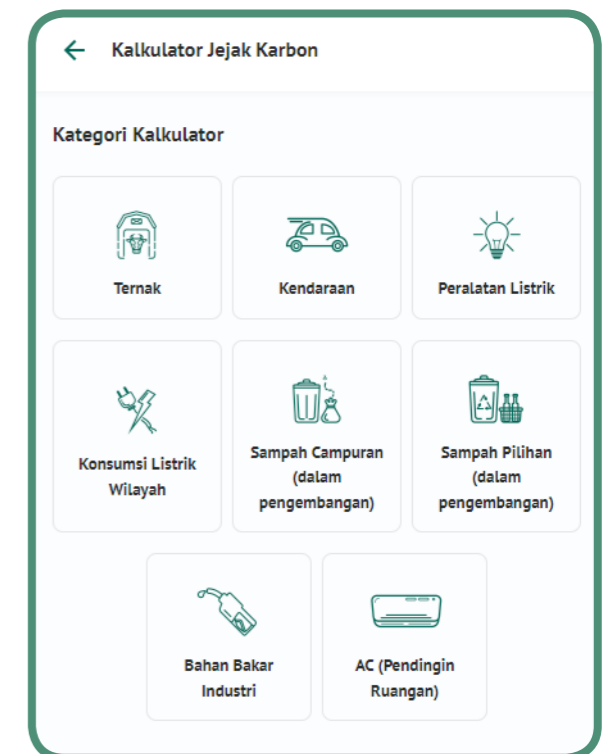 Kalkulator Jejak Karbon
Kategori Kalkulator
Ternak
Kendaraan
Peralatan Listrik
Konsumsi Listrik
Wilayah
Sampah Campuran
(dalam
pengembangan)
Sampah Pilihan
(dalam
pengembangan)
Bahan Bakar
Industri
AC (Pendingin
Ruangan)